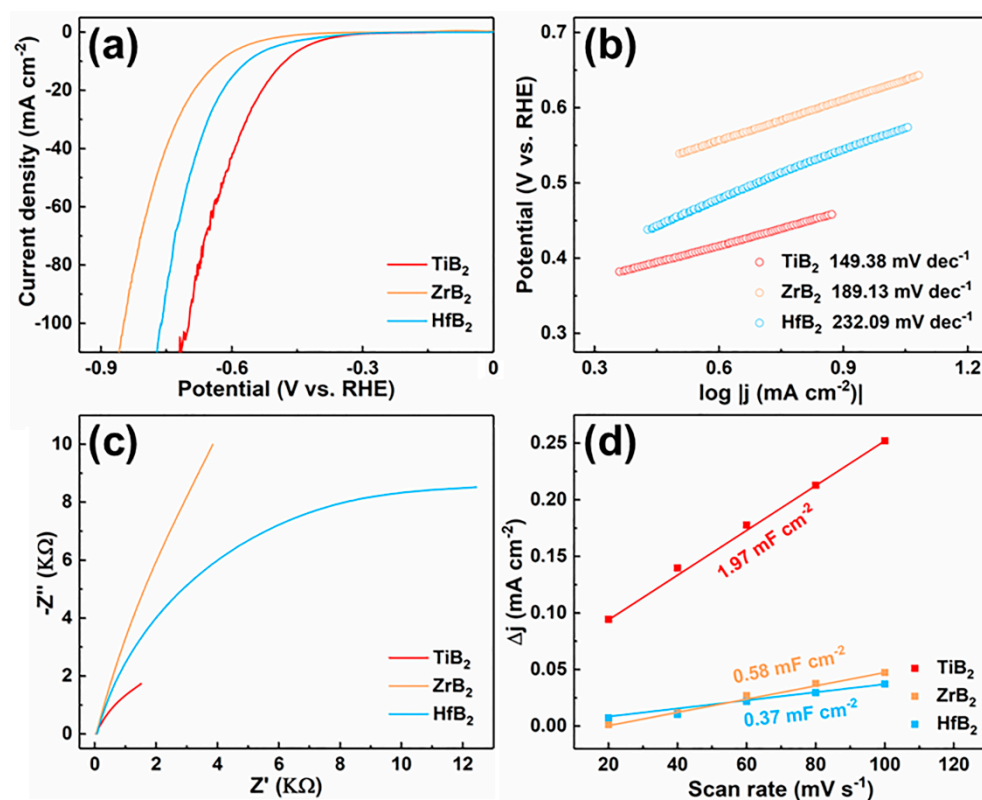 (a)
0
-20
-40
-60
-80
-100
Current density (mA cm⁻²)
-0.9
-0.6
-0.3
0
Potential (V vs. RHE)
TiB₂
ZrB₂
HfB₂
(b)
0.7
0.6
0.5
0.4
0.3
Potential (V vs. RHE)
TiB₂ 149.38 mV dec⁻¹
ZrB₂ 189.13 mV dec⁻¹
HfB₂ 232.09 mV dec⁻¹
0.3
0.6
0.9
1.2
log |j (mA cm⁻²)|
(c)
10
8
6
4
2
0
-Z'' (KΩ)
TiB₂
ZrB₂
HfB₂
0
2
4
6
8
10
12
Z' (KΩ)
(d)
0.25
0.20
0.15
0.10
0.05
0.00
Δj (mA cm⁻²)
1.97 mF cm⁻²
0.58 mF cm⁻²
0.37 mF cm⁻²
TiB₂
ZrB₂
HfB₂
20
40
60
80
100
120
Scan rate (mV s⁻¹)